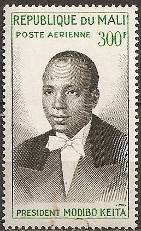 REPUBLIQUE DU MALI
POSTE AERIENNE
300F
PRESIDENT MODIBO KEITA